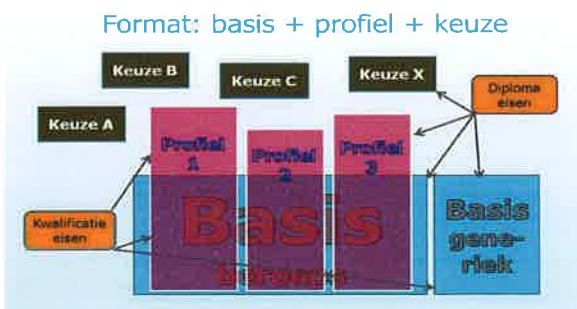 Format: basis + profiel + keuze
Keuze B
Keuze C
Keuze X
Diploma
eisen
Keuze A
Profiel
1
Profiel
2
Profiel
3
Kwalificatie
eisen
Basis
beroeps
Basis
gene-
riek